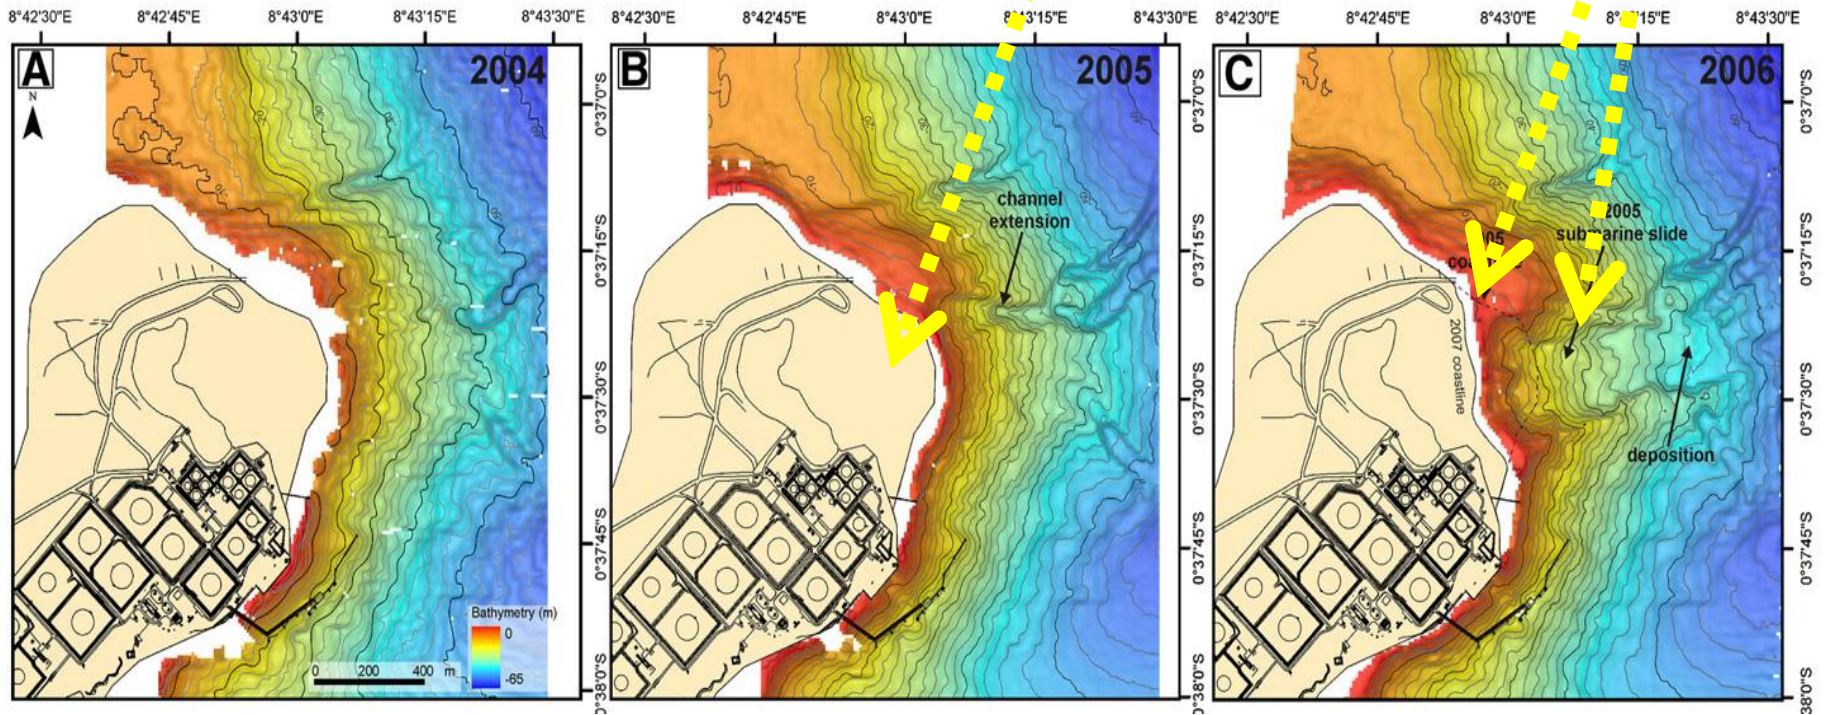 8°42'30"E 8°42'45"E 8°43'0"E 8°43'15"E 8°43'30"E
8°42'30"E 8°42'45"E 8°43'0"E 8°43'15"E 8°43'30"E
8°42'30"E 8°42'45"E 8°43'0"E 15"E 8°43'30"E
A
2004
N
0°37'0"S
0°37'15"S
0°37'30"S
0°37'45"S
0°38'0"S
-20
-30
-10
Bathymetry (m)
0
-65
0 200 400 m
B
2005
channel
extension
0°37'0"S
0°37'15"S
0°37'30"S
0°37'45"S
0°38'0"S
C
2006
2005
submarine slide
2007 coastline
deposition
0°37'0"S
0°37'15"S
0°37'30"S
0°37'45"S
38'0"S